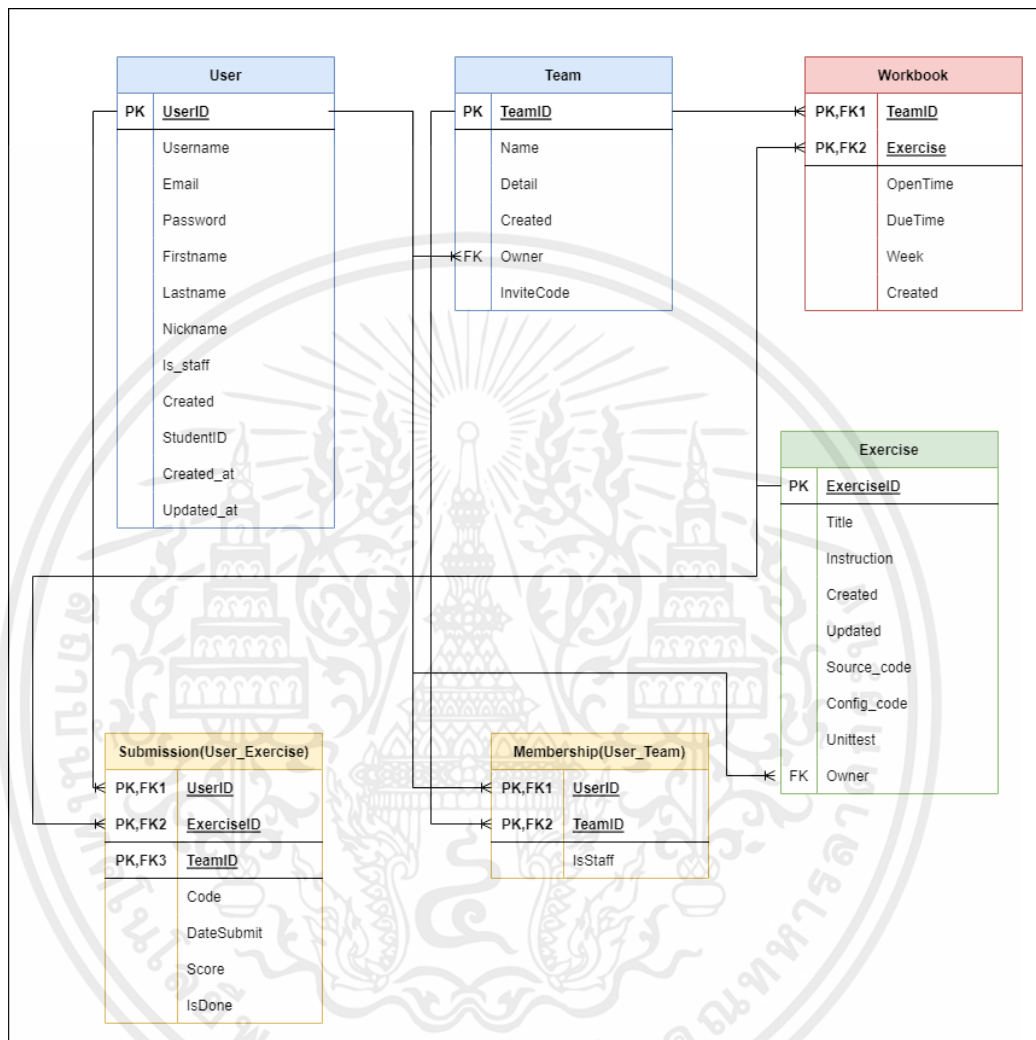 User
PK UserID
Username
Email
Password
Firstname
Lastname
Nickname
Is_staff
Created
StudentID
Created_at
Updated_at
Team
PK TeamID
Name
Detail
Created
FK Owner
InviteCode
Workbook
PK,FK1 TeamID
PK,FK2 Exercise
OpenTime
DueTime
Week
Created
Exercise
PK ExerciseID
Title
Instruction
Created
Updated
Source_code
Config_code
Unittest
FK Owner
Submission(User_Exercise)
PK,FK1 UserID
PK,FK2 ExerciseID
PK,FK3 TeamID
Code
DateSubmit
Score
IsDone
Membership(User_Team)
PK,FK1 UserID
PK,FK2 TeamID
IsStaff